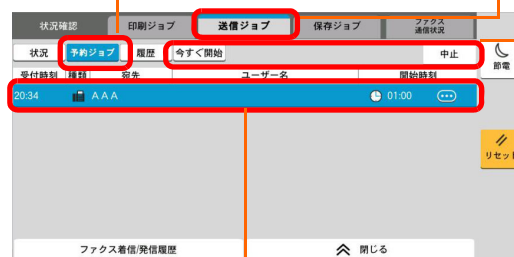 状況確認 印刷ジョブ 送信ジョブ 保存ジョブ ファクス
通信状況
状況 予約ジョブ 履歴 今すぐ開始 中止
節電
受付時刻 種類 宛先 ユーザー名 開始時刻
20:34 AAA 01:00
リセット
ファクス着信/発信履歴 閉じる